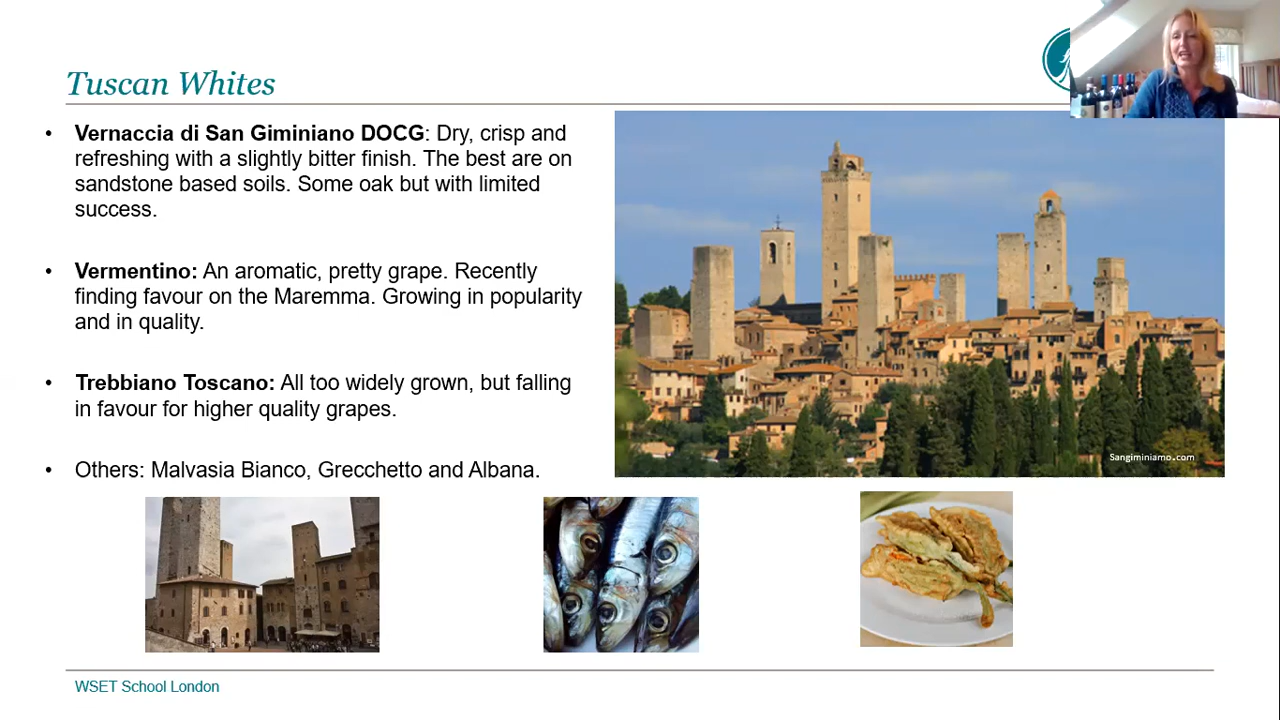 Tuscan Whites
• Vernaccia di San Giminiano DOCG: Dry, crisp and
refreshing with a slightly bitter finish. The best are on
sandstone based soils. Some oak but with limited
success.
• Vermentino: An aromatic, pretty grape. Recently
finding favour on the Maremma. Growing in popularity
and in quality.
• Trebbiano Toscano: All too widely grown, but falling
in favour for higher quality grapes.
• Others: Malvasia Bianco, Grecchetto and Albana.
Sangiminiamo.com
WSET School London